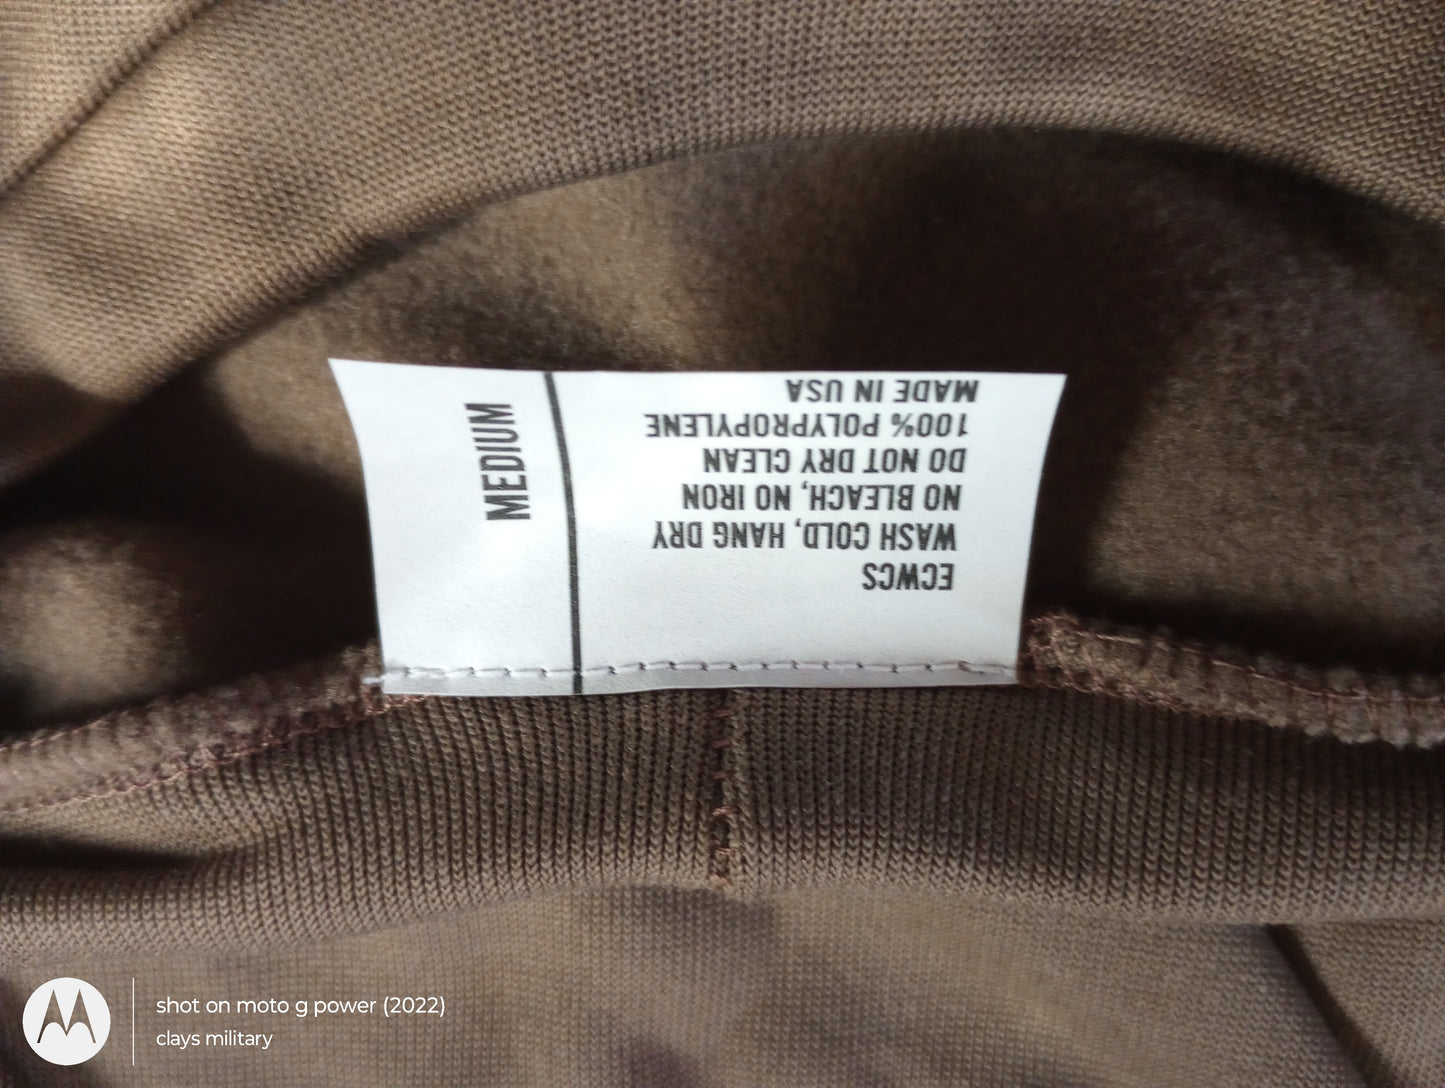 ECWCS
WASH COLD, HANG DRY
NO BLEACH, NO IRON
DO NOT DRY CLEAN
100% POLYPROPYLENE
MADE IN USA
MEDIUM
shot on moto g power (2022)
clays military